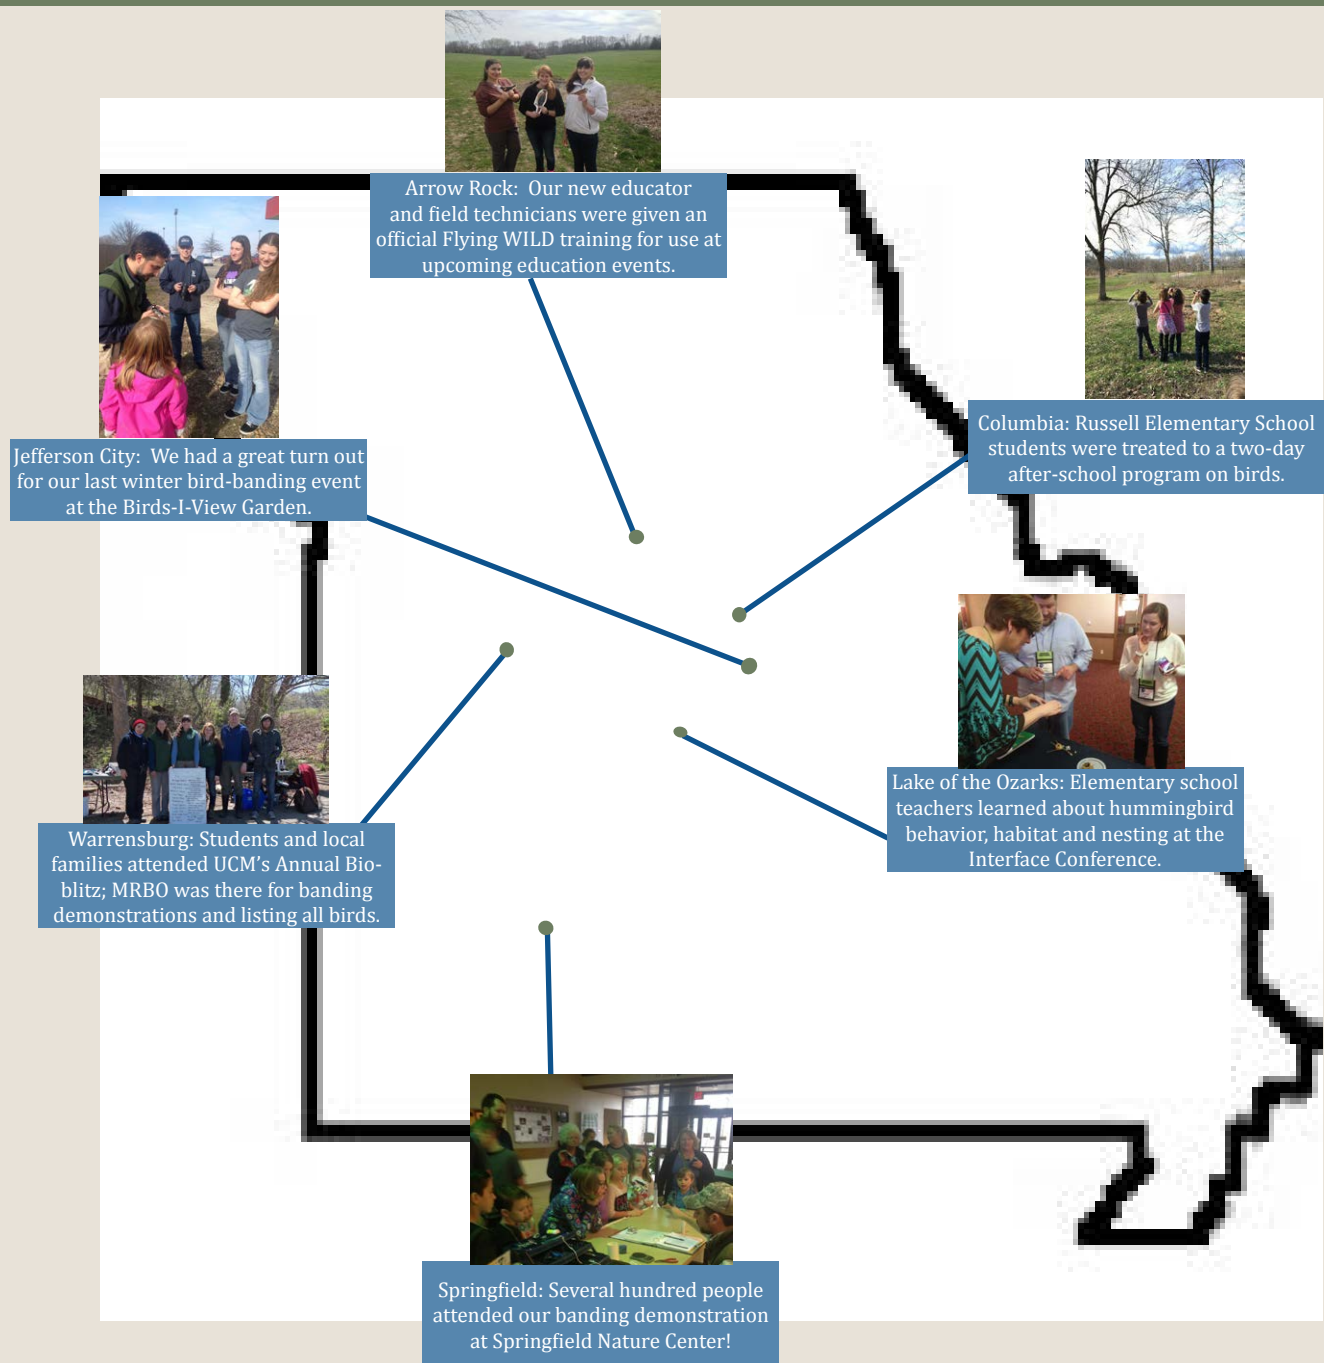 Arrow Rock:  Our new educator
and field technicians were given an
official Flying WILD training for use at
upcoming education events.
Columbia: Russell Elementary School
students were treated to a two-day
after-school program on birds.
Jefferson City:  We had a great turn out
for our last winter bird-banding event
at the Birds-I-View Garden.
Lake of the Ozarks: Elementary school
teachers learned about hummingbird
behavior, habitat and nesting at the
Interface Conference.
Warrensburg: Students and local
families attended UCM’s Annual Bio-
blitz; MRBO was there for banding
demonstrations and listing all birds.
Springfield: Several hundred people
attended our banding demonstration
at Springfield Nature Center!